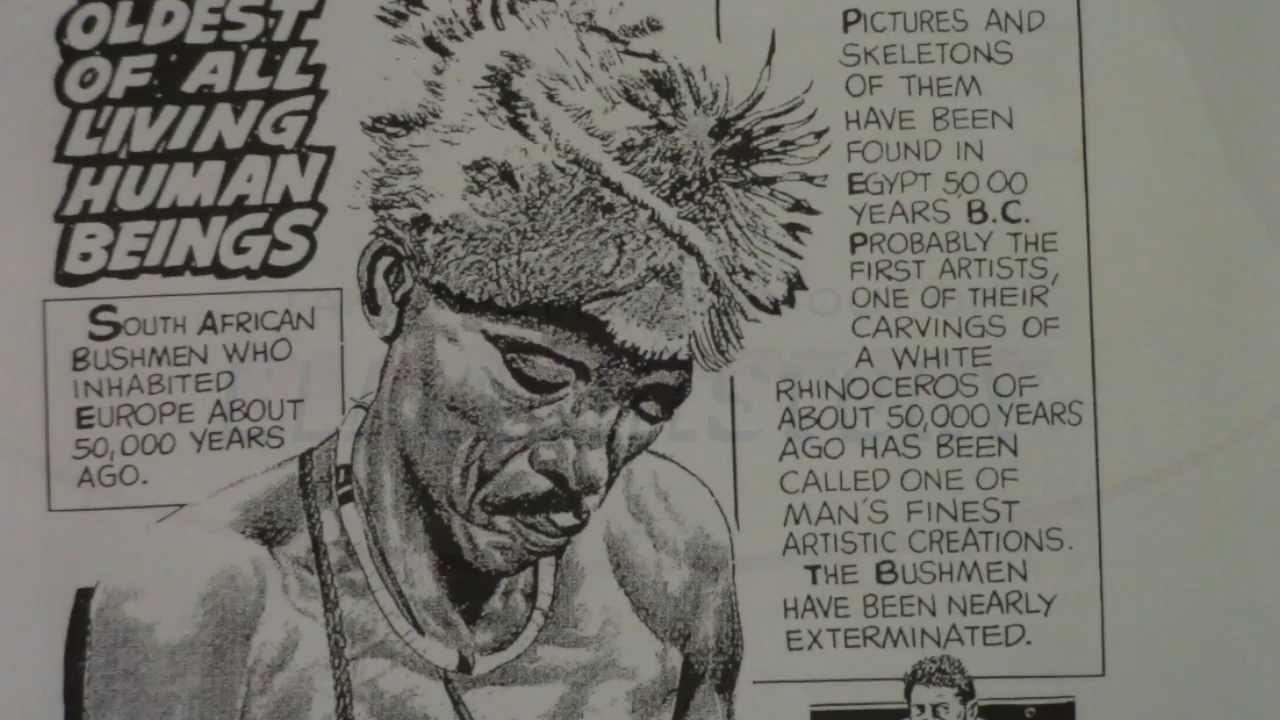 OLDEST
OF ALL
LIVING
HUMAN
BEINGS
SOUTH AFRICAN
BUSHMEN WHO
INHABITED
EUROPE ABOUT
50,000 YEARS
AGO.
PICTURES AND
SKELETONS
OF THEM
HAVE BEEN
FOUND IN
EGYPT 5000
YEARS B.C.
PROBABLY THE
FIRST ARTISTS,
ONE OF THEIR
CARVINGS OF
A WHITE
RHINOCEROS OF
ABOUT 50,000 YEARS
AGO HAS BEEN
CALLED ONE OF
MAN'S FINEST
ARTISTIC CREATIONS.
THE BUSHMEN
HAVE BEEN NEARLY
EXTERMINATED.